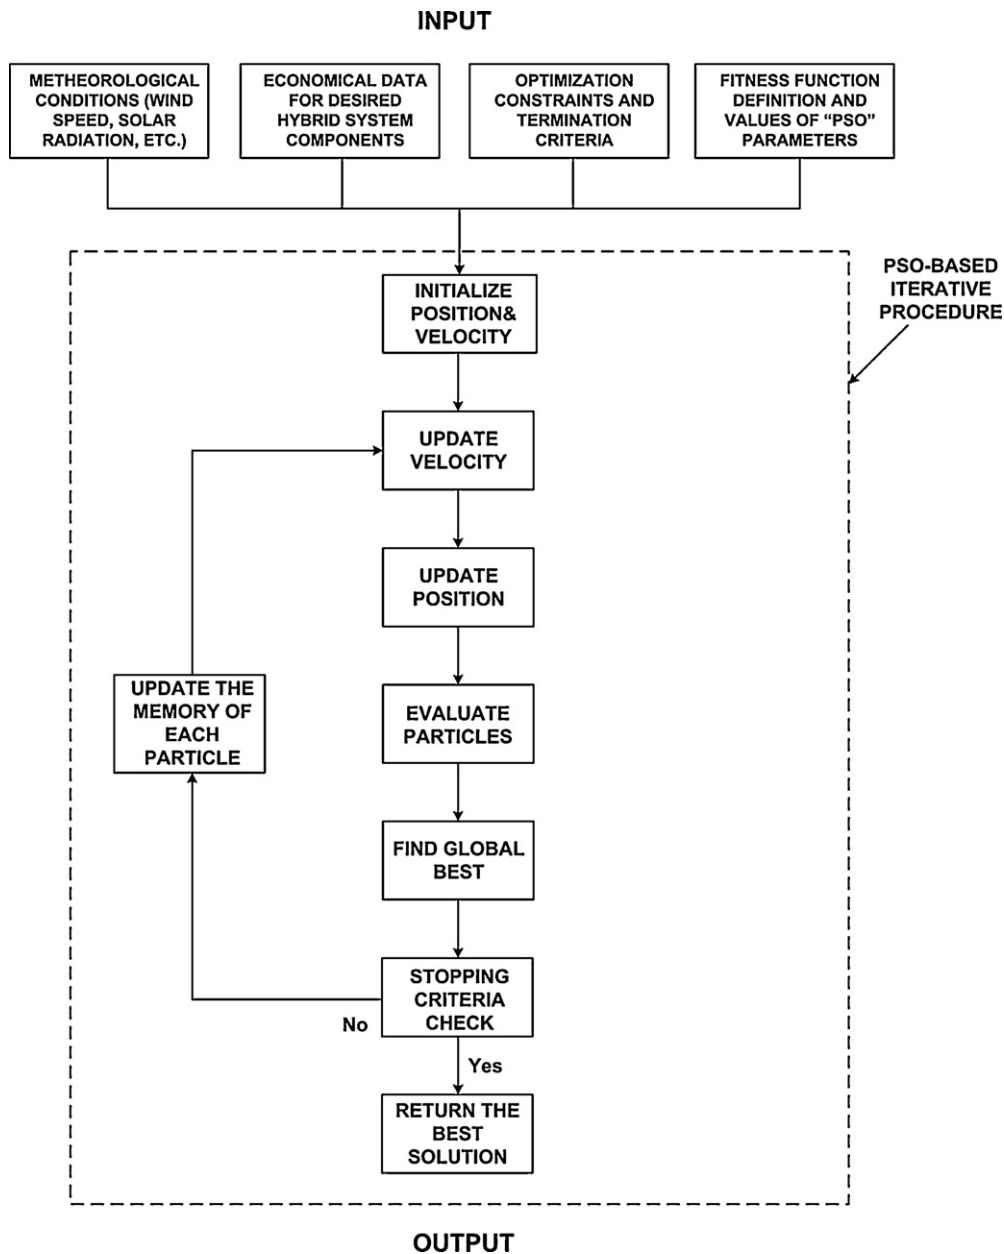 INPUT
METHEOROLOGICAL
CONDITIONS (WIND
SPEED, SOLAR
RADIATION, ETC.)
ECONOMICAL DATA
FOR DESIRED
HYBRID SYSTEM
COMPONENTS
OPTIMIZATION
CONSTRAINTS AND
TERMINATION
CRITERIA
FITNESS FUNCTION
DEFINITION AND
VALUES OF “PSO”
PARAMETERS
PSO-BASED
ITERATIVE
PROCEDURE
INITIALIZE
POSITION&
VELOCITY
UPDATE
VELOCITY
UPDATE
POSITION
UPDATE THE
MEMORY OF
EACH
PARTICLE
EVALUATE
PARTICLES
FIND GLOBAL
BEST
STOPPING
CRITERIA
CHECK
No
Yes
RETURN THE
BEST
SOLUTION
OUTPUT